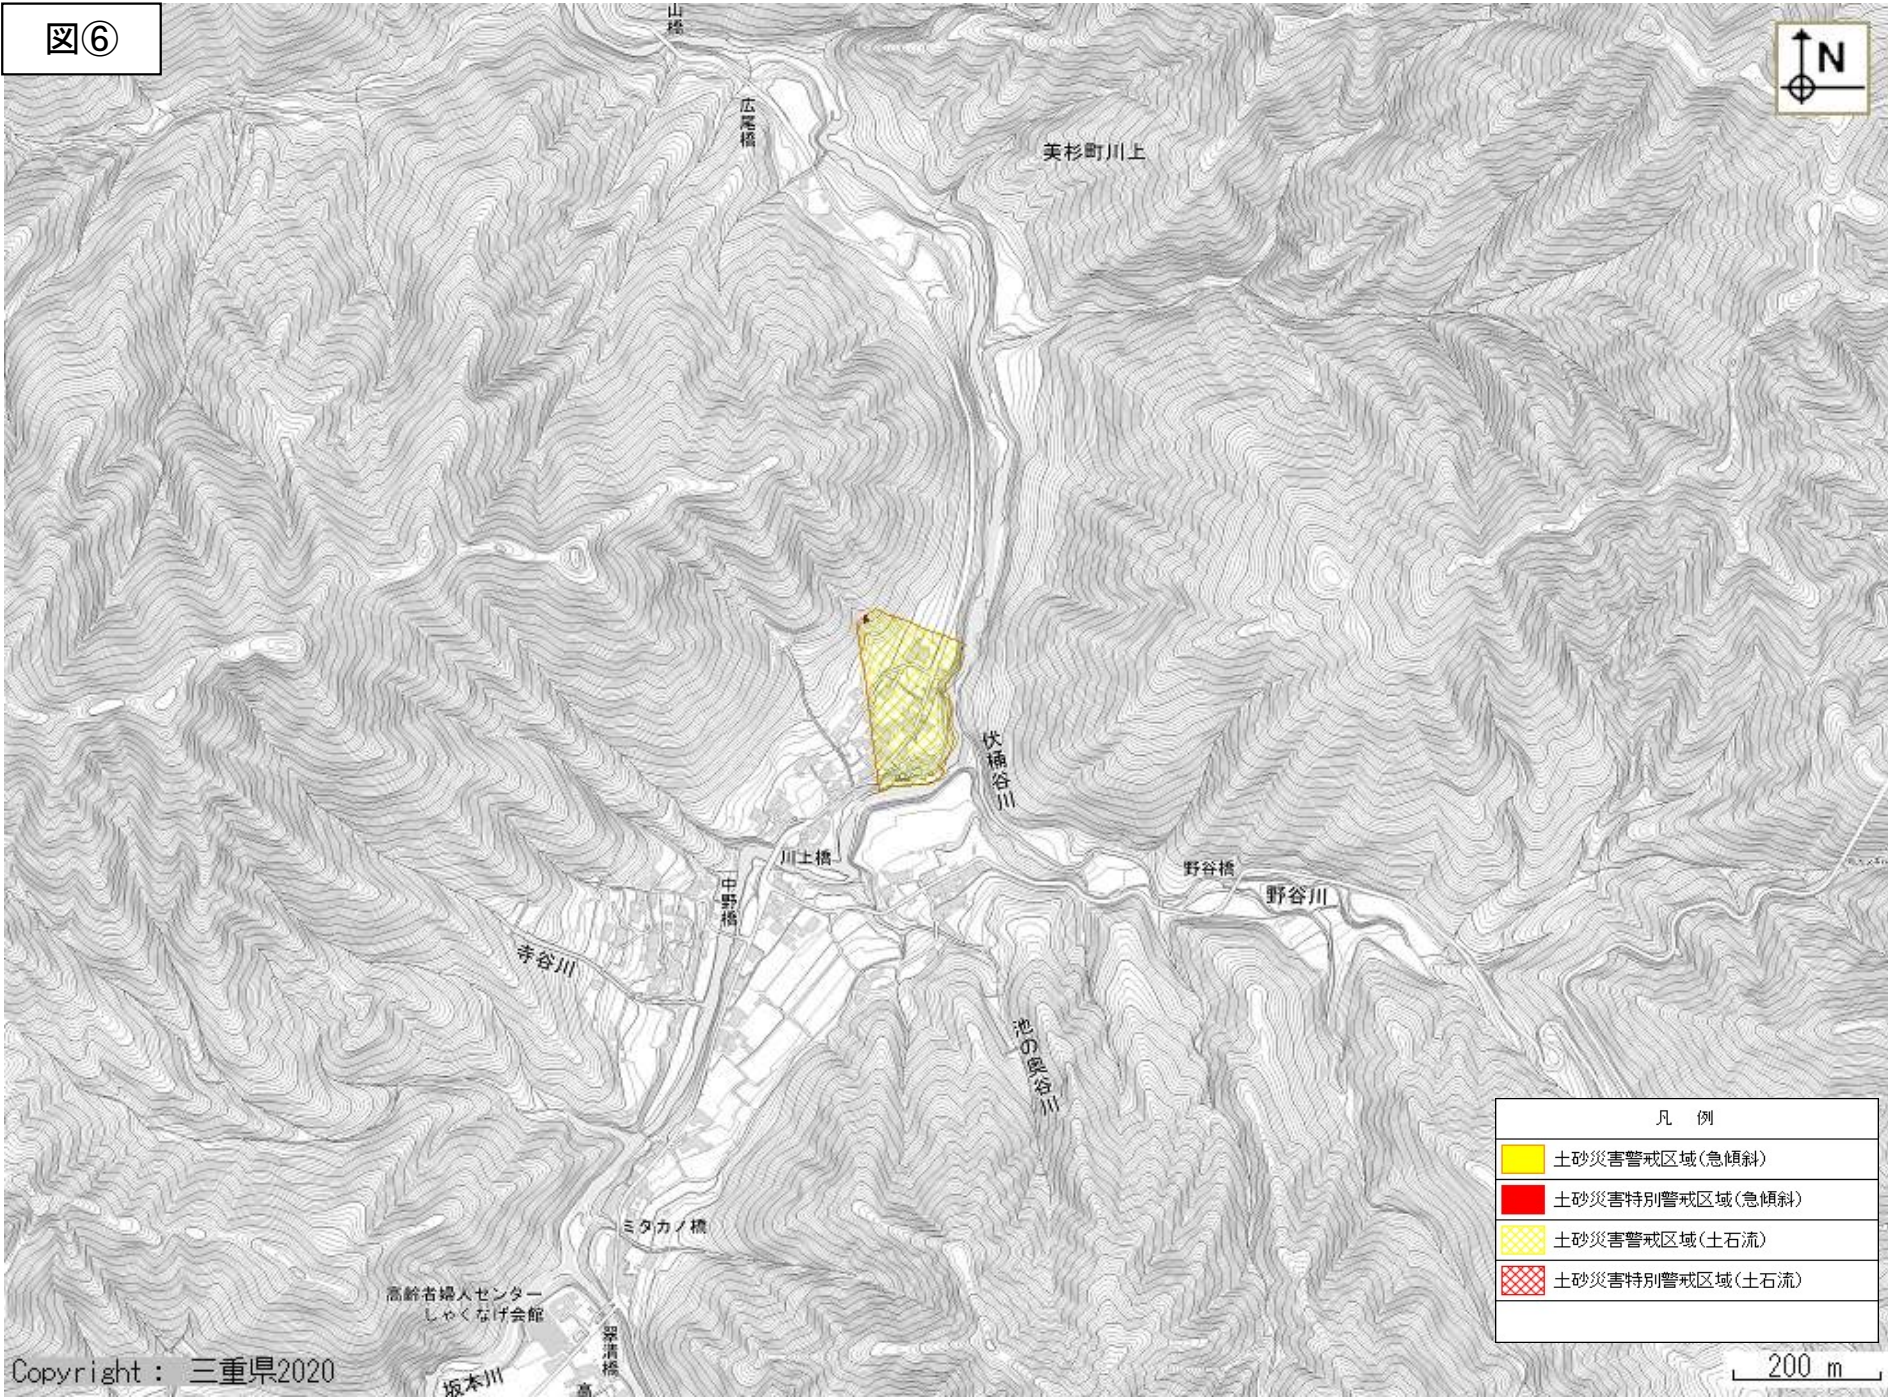 図⑥
山橋
N
広尾橋
美杉町川上
伏桶谷川
川上橋
野谷橋
野谷川
中野橋
寺谷川
池の奥谷川
凡 例
土砂災害警戒区域(急傾斜)
土砂災害特別警戒区域(急傾斜)
土砂災害警戒区域(土石流)
土砂災害特別警戒区域(土石流)
ミタカノ橋
高齢者婦人センター
しゃくなげ会館
翠清橋
Copyright : 三重県2020
坂本川
高
200 m